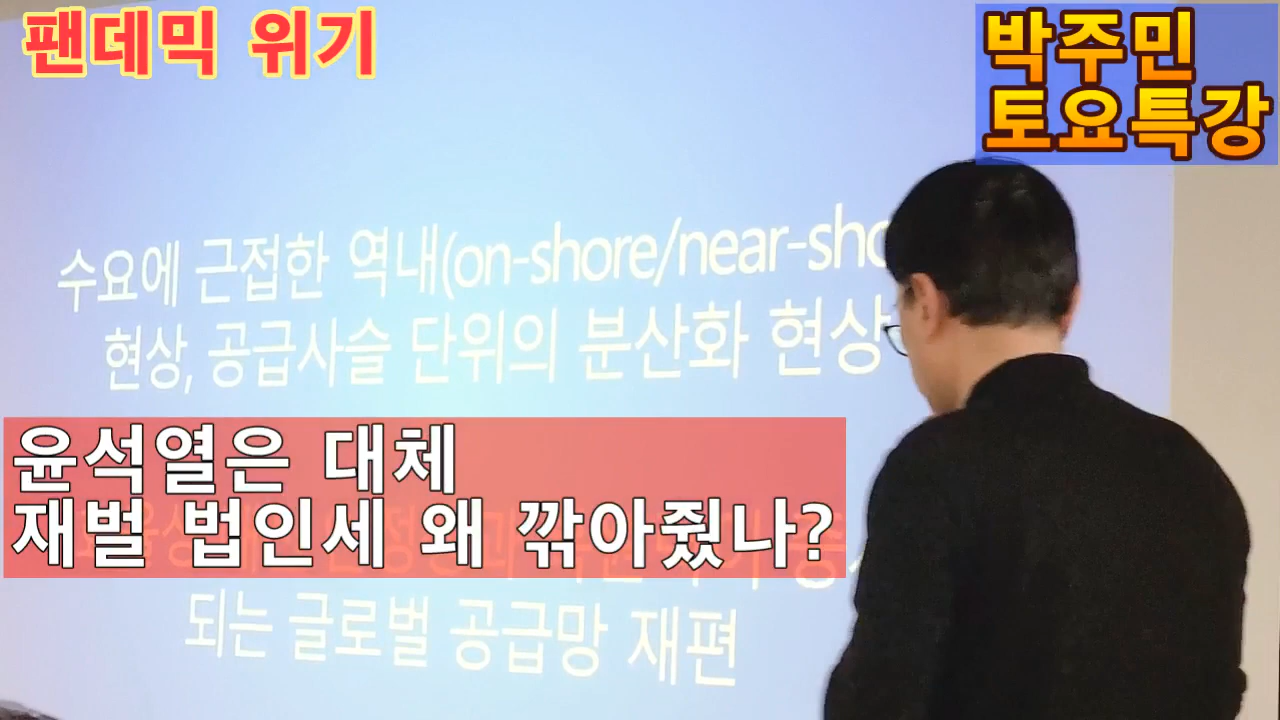 팬데믹 위기
박주민
토요특강
수요에 근접한 역내(on-shore/near-sho
현상, 공급사슬 단위의 분산화 현상
윤석열은 대체
재벌 법인세 왜 깎아줬나?
되는 글로벌 공급망 재편